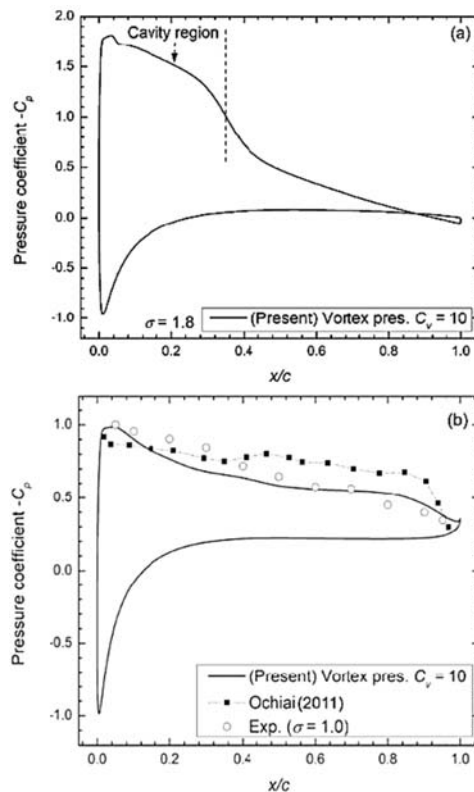 (a)
Cavity region
2.0
1.5
1.0
0.5
0.0
-0.5
-1.0
Pressure coefficient -Cₚ
σ = 1.8
(Present) Vortex pres. Cᵥ = 10
0.0 0.2 0.4 0.6 0.8 1.0
x/c
(b)
1.0
0.5
0.0
-0.5
-1.0
Pressure coefficient -Cₚ
(Present) Vortex pres. Cᵥ = 10
Ochiai (2011)
Exp. (σ = 1.0)
0.0 0.2 0.4 0.6 0.8 1.0
x/c